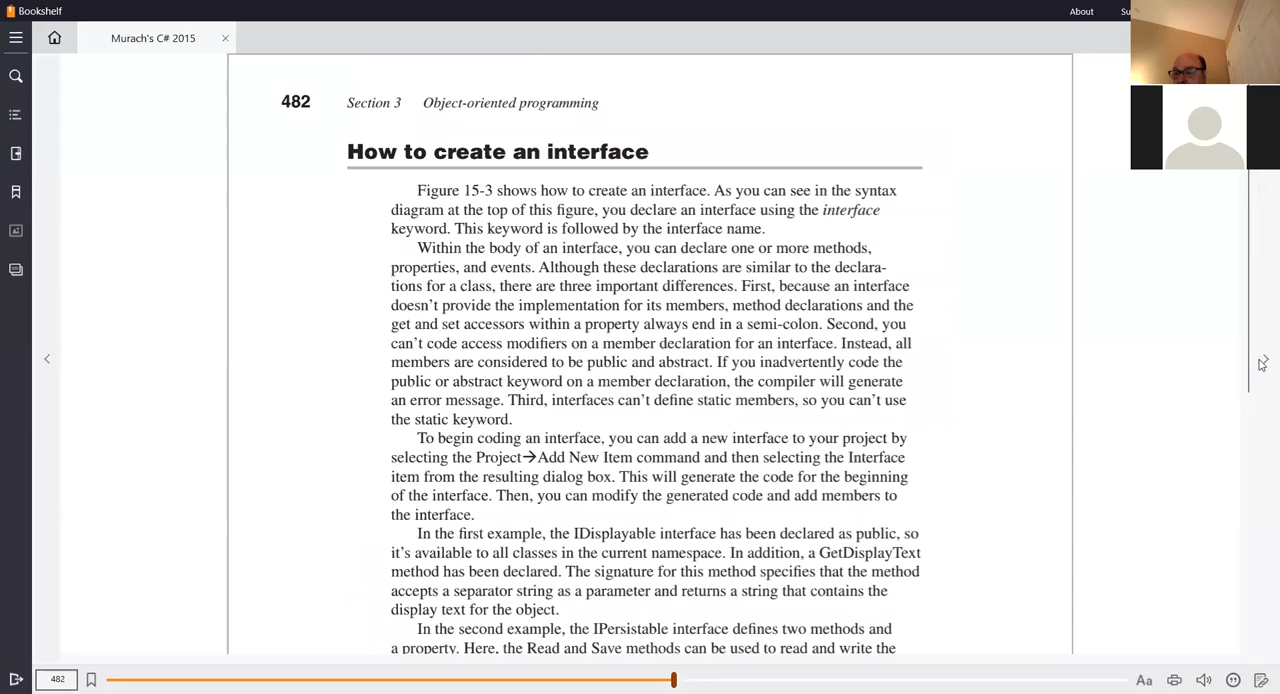 Bookshelf
About
Su
Murach's C# 2015
482 Section 3 Object-oriented programming
How to create an interface
Figure 15-3 shows how to create an interface. As you can see in the syntax
diagram at the top of this figure, you declare an interface using the interface
keyword. This keyword is followed by the interface name.
Within the body of an interface, you can declare one or more methods,
properties, and events. Although these declarations are similar to the declara-
tions for a class, there are three important differences. First, because an interface
doesn't provide the implementation for its members, method declarations and the
get and set accessors within a property always end in a semi-colon. Second, you
can't code access modifiers on a member declaration for an interface. Instead, all
members are considered to be public and abstract. If you inadvertently code the
public or abstract keyword on a member declaration, the compiler will generate
an error message. Third, interfaces can't define static members, so you can't use
the static keyword.
To begin coding an interface, you can add a new interface to your project by
selecting the Project→Add New Item command and then selecting the Interface
item from the resulting dialog box. This will generate the code for the beginning
of the interface. Then, you can modify the generated code and add members to
the interface.
In the first example, the IDisplayable interface has been declared as public, so
it's available to all classes in the current namespace. In addition, a GetDisplayText
method has been declared. The signature for this method specifies that the method
accepts a separator string as a parameter and returns a string that contains the
display text for the object.
In the second example, the IPersistable interface defines two methods and
a property. Here, the Read and Save methods can be used to read and write the
482
Aa